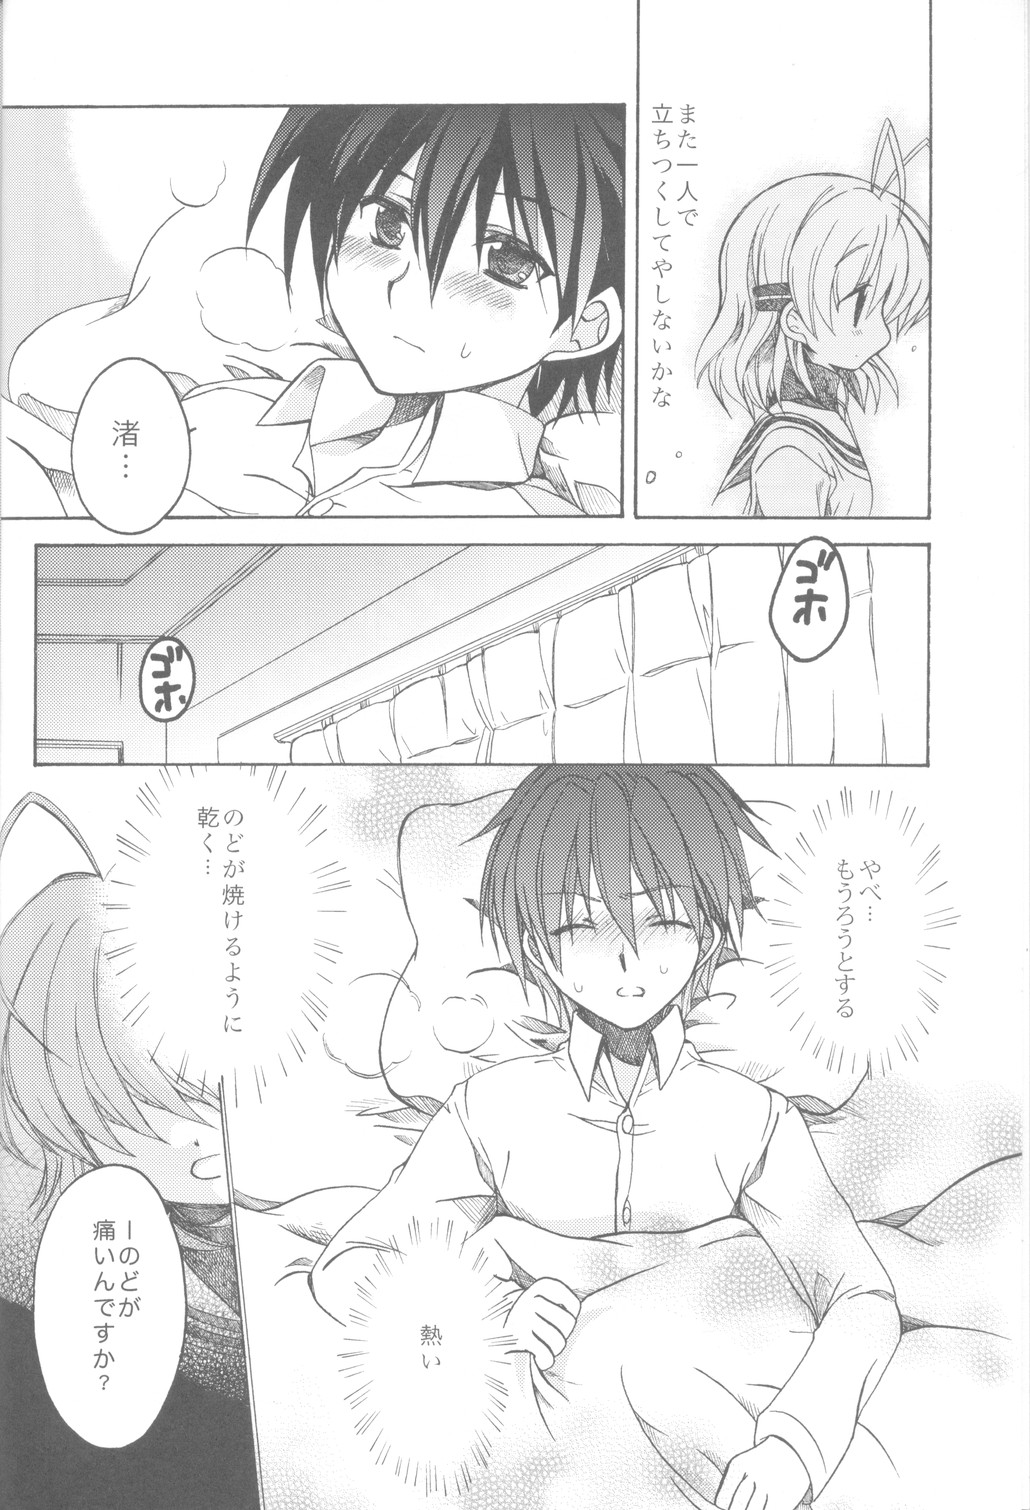 また一人で
立ちつくしてやしないかな
渚…
ゴホ
ゴホ
やべ…
もうろうとする
のどが焼けるように
乾く…
熱い
ーのどが
痛いんですか?